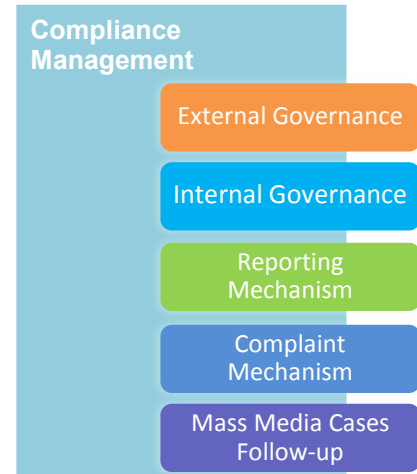 Compliance
Management
External Governance
Internal Governance
Reporting
Mechanism
Complaint
Mechanism
Mass Media Cases
Follow-up